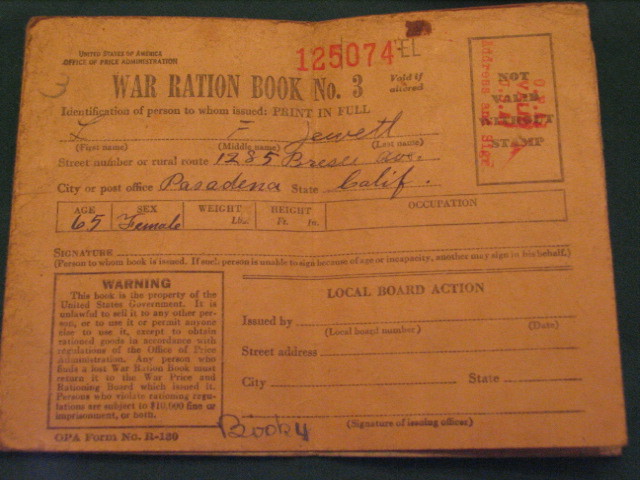 UNITED STATES OF AMERICA
OFFICE OF PRICE ADMINISTRATION
125074 EL
WAR RATION BOOK No. 3
Void if altered
NOT
VALID
WITHOUT
STAMP
Identification of person to whom issued: PRINT IN FULL
L F Jewett
(First name) (Middle name) (Last name)
Street number or rural route 1285 Bresee Ave.
City or post office Pasadena State Calif.
AGE SEX WEIGHT HEIGHT OCCUPATION
65 Female Lbs. Ft. In.
SIGNATURE
(Person to whom book is issued. If such person is unable to sign because of age or incapacity, another may sign in his behalf.)
WARNING
This book is the property of the
United States Government. It is
unlawful to sell it to any other per-
son, or to use it or permit anyone
else to use it, except to obtain
rationed goods in accordance with
regulations of the Office of Price
Administration. Any person who
finds a lost War Ration Book must
return it to the War Price and
Rationing Board which issued it.
Persons who violate rationing regu-
lations are subject to $10,000 fine or
imprisonment, or both.
LOCAL BOARD ACTION
Issued by
(Local board number) (Date)
Street address
City State
(Signature of issuing officer)
OPA Form No. R-130
Book 4